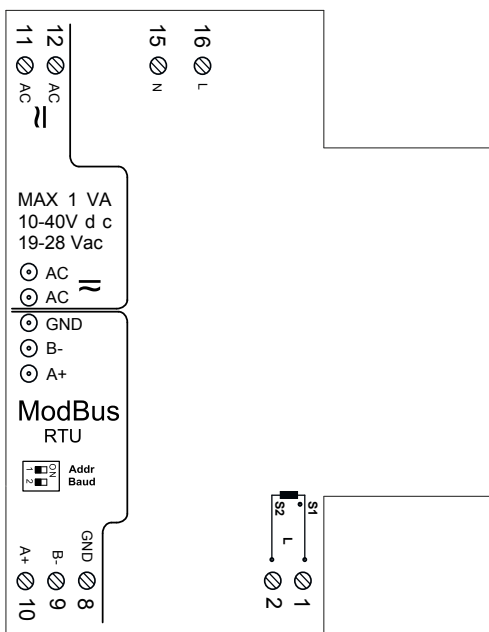 11 12 15 16
AC AC N L
MAX 1 VA
10-40V d c
19-28 Vac
AC
AC
GND
B-
A+
ModBus
RTU
ON
1 Addr
2 Baud
S2 S1
L
A+ B- GND
10 9 8 2 1